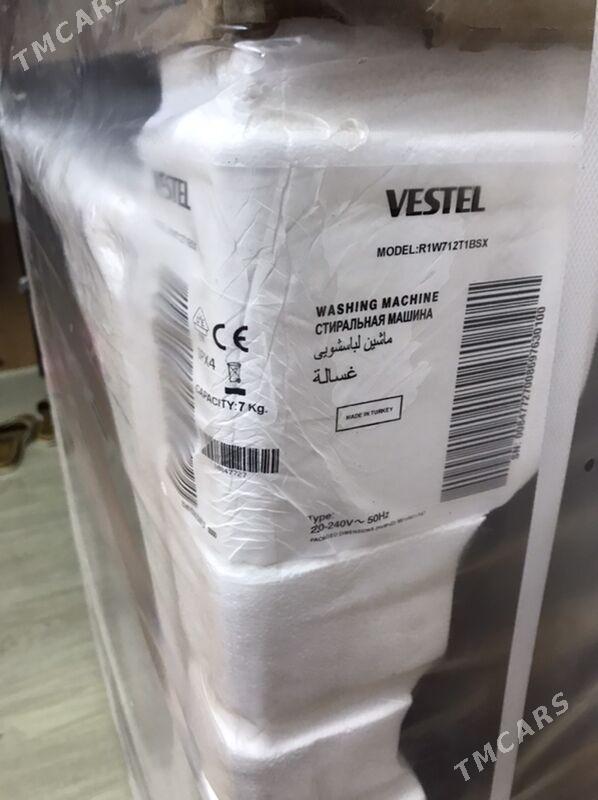 TMCARS
VESTEL
VESTEL
MODEL:R1W712T1BSX
WASHING MACHINE
СТИРАЛЬНАЯ МАШИНА
ماشین لباسشویی
غسالة
CE
IPX4
CAPACITY:7 Kg.
MADE IN TURKEY
Type:
220-240V~ 50Hz
TMCARS